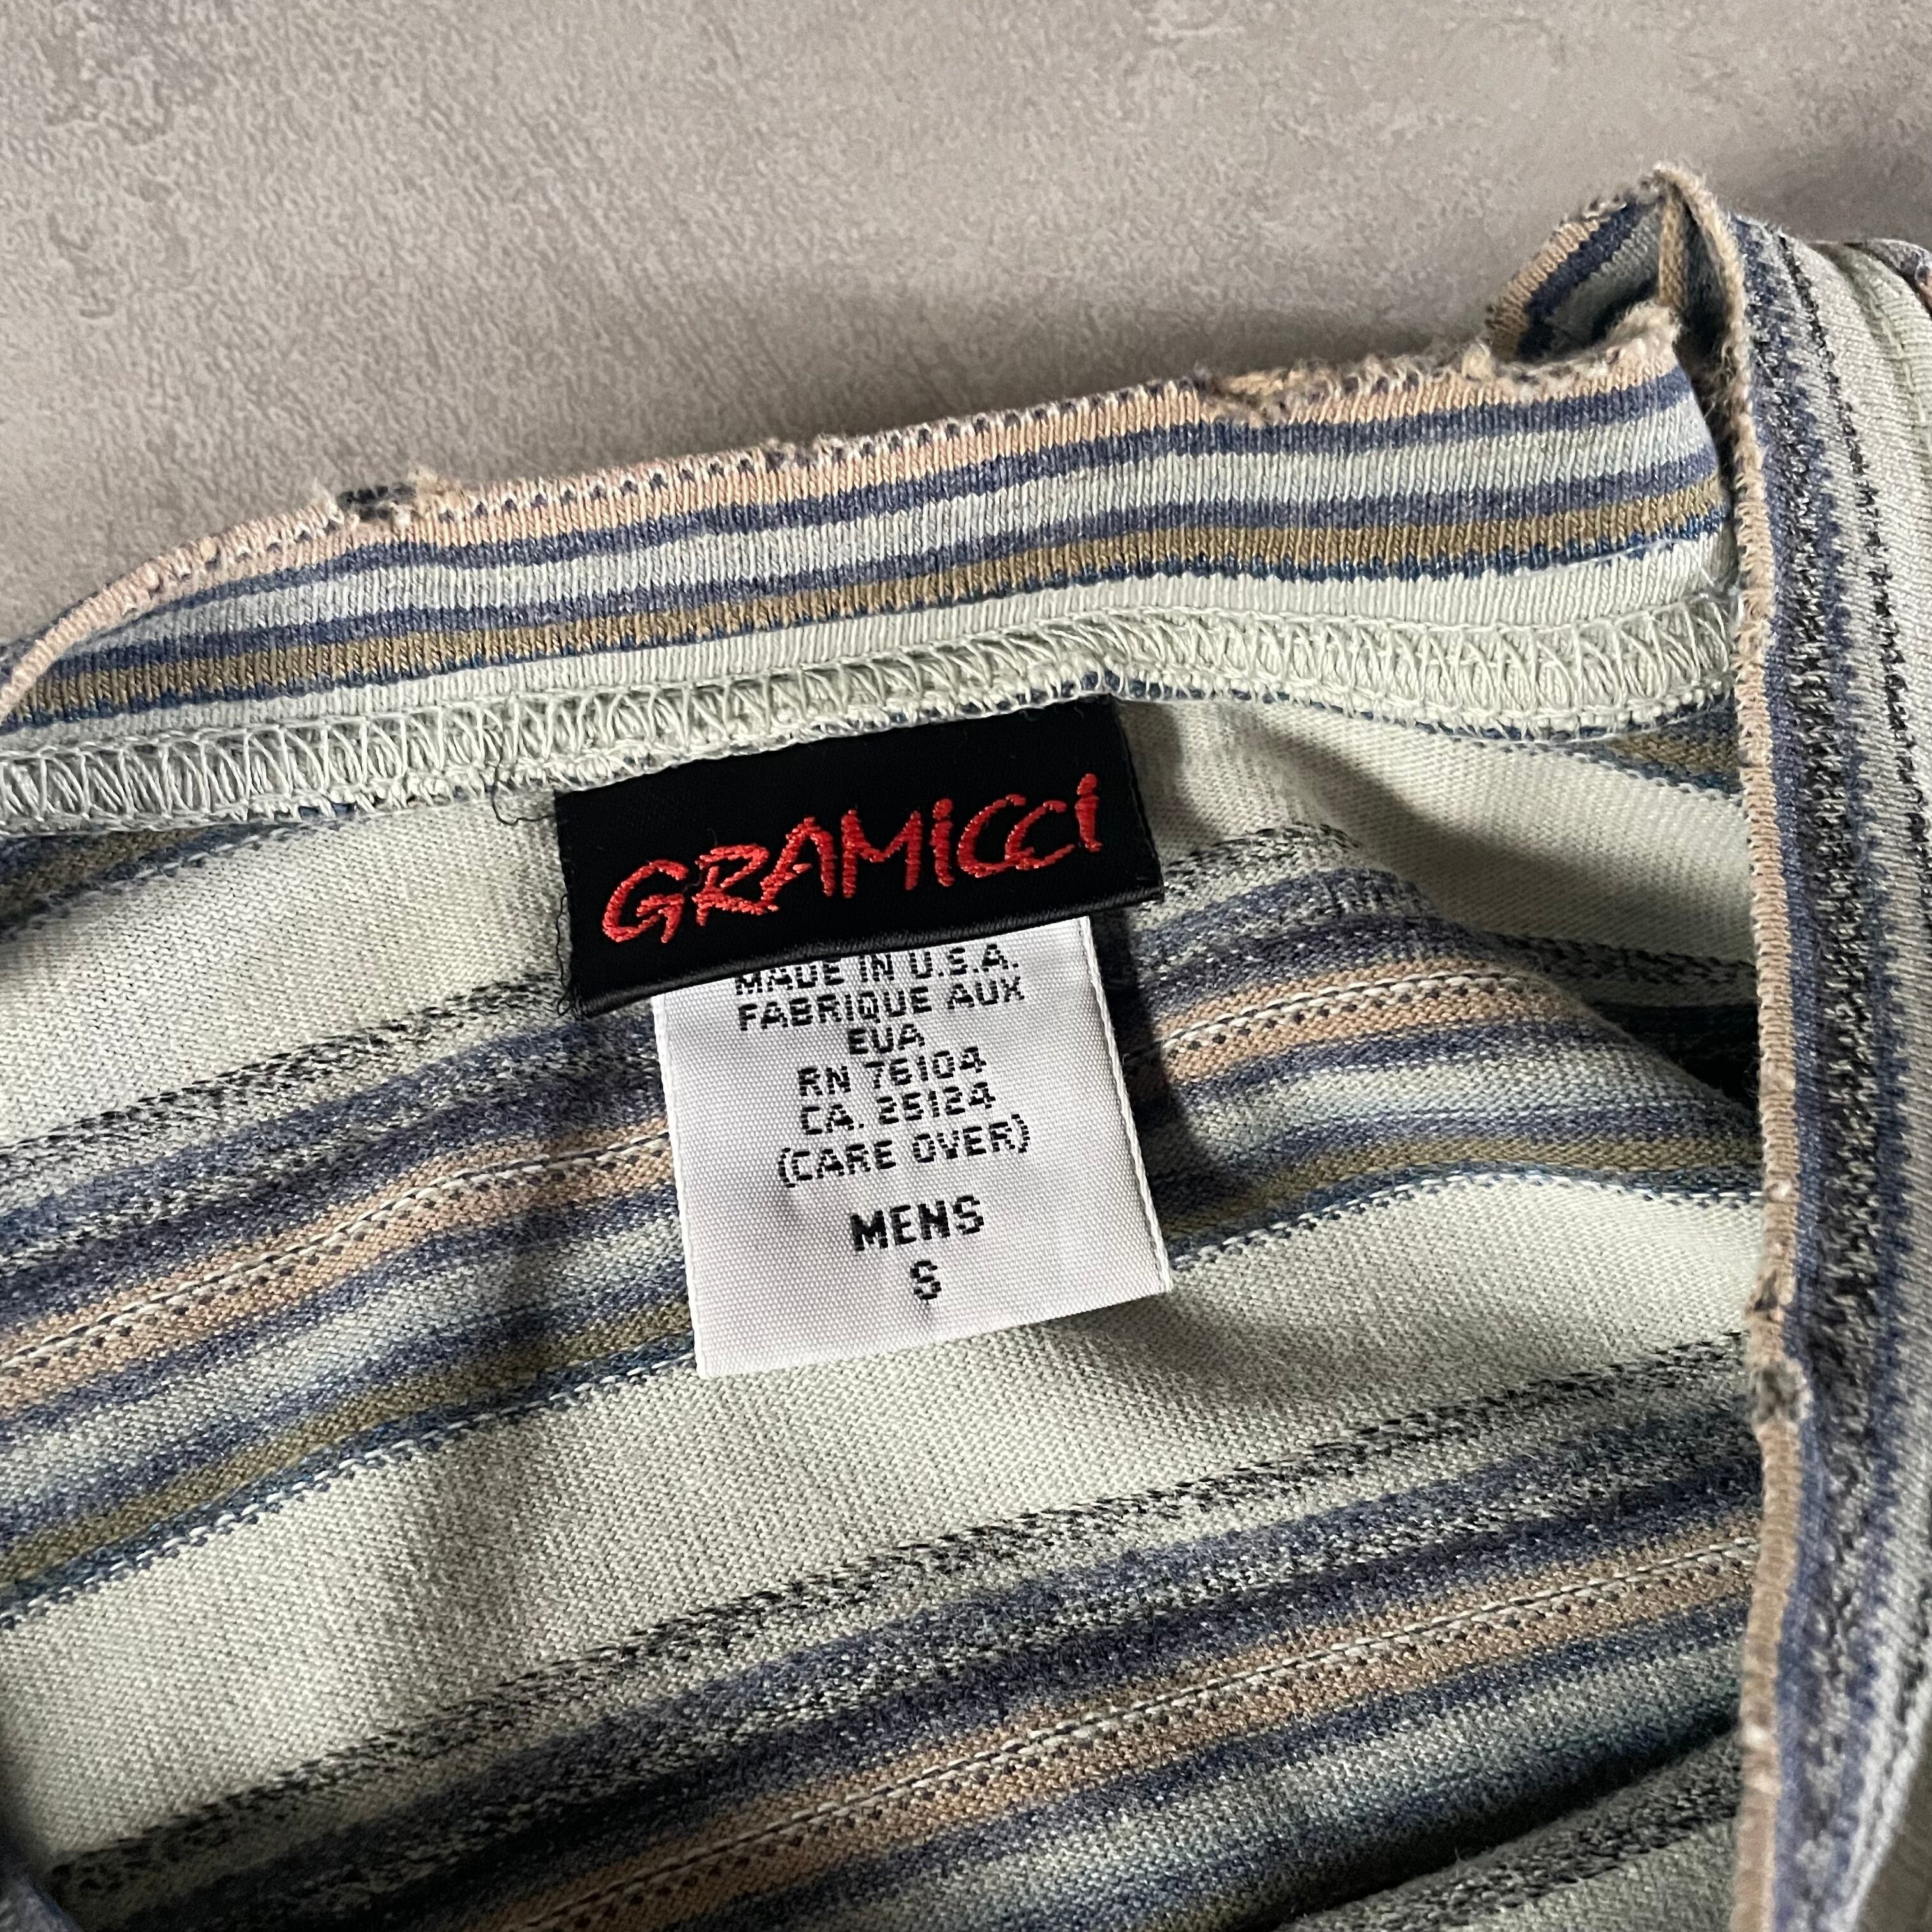 GRAMiCCi
MADE IN U.S.A.
FABRIQUE AUX
EUA
RN 76104
CA. 25124
(CARE OVER)
MENS
S